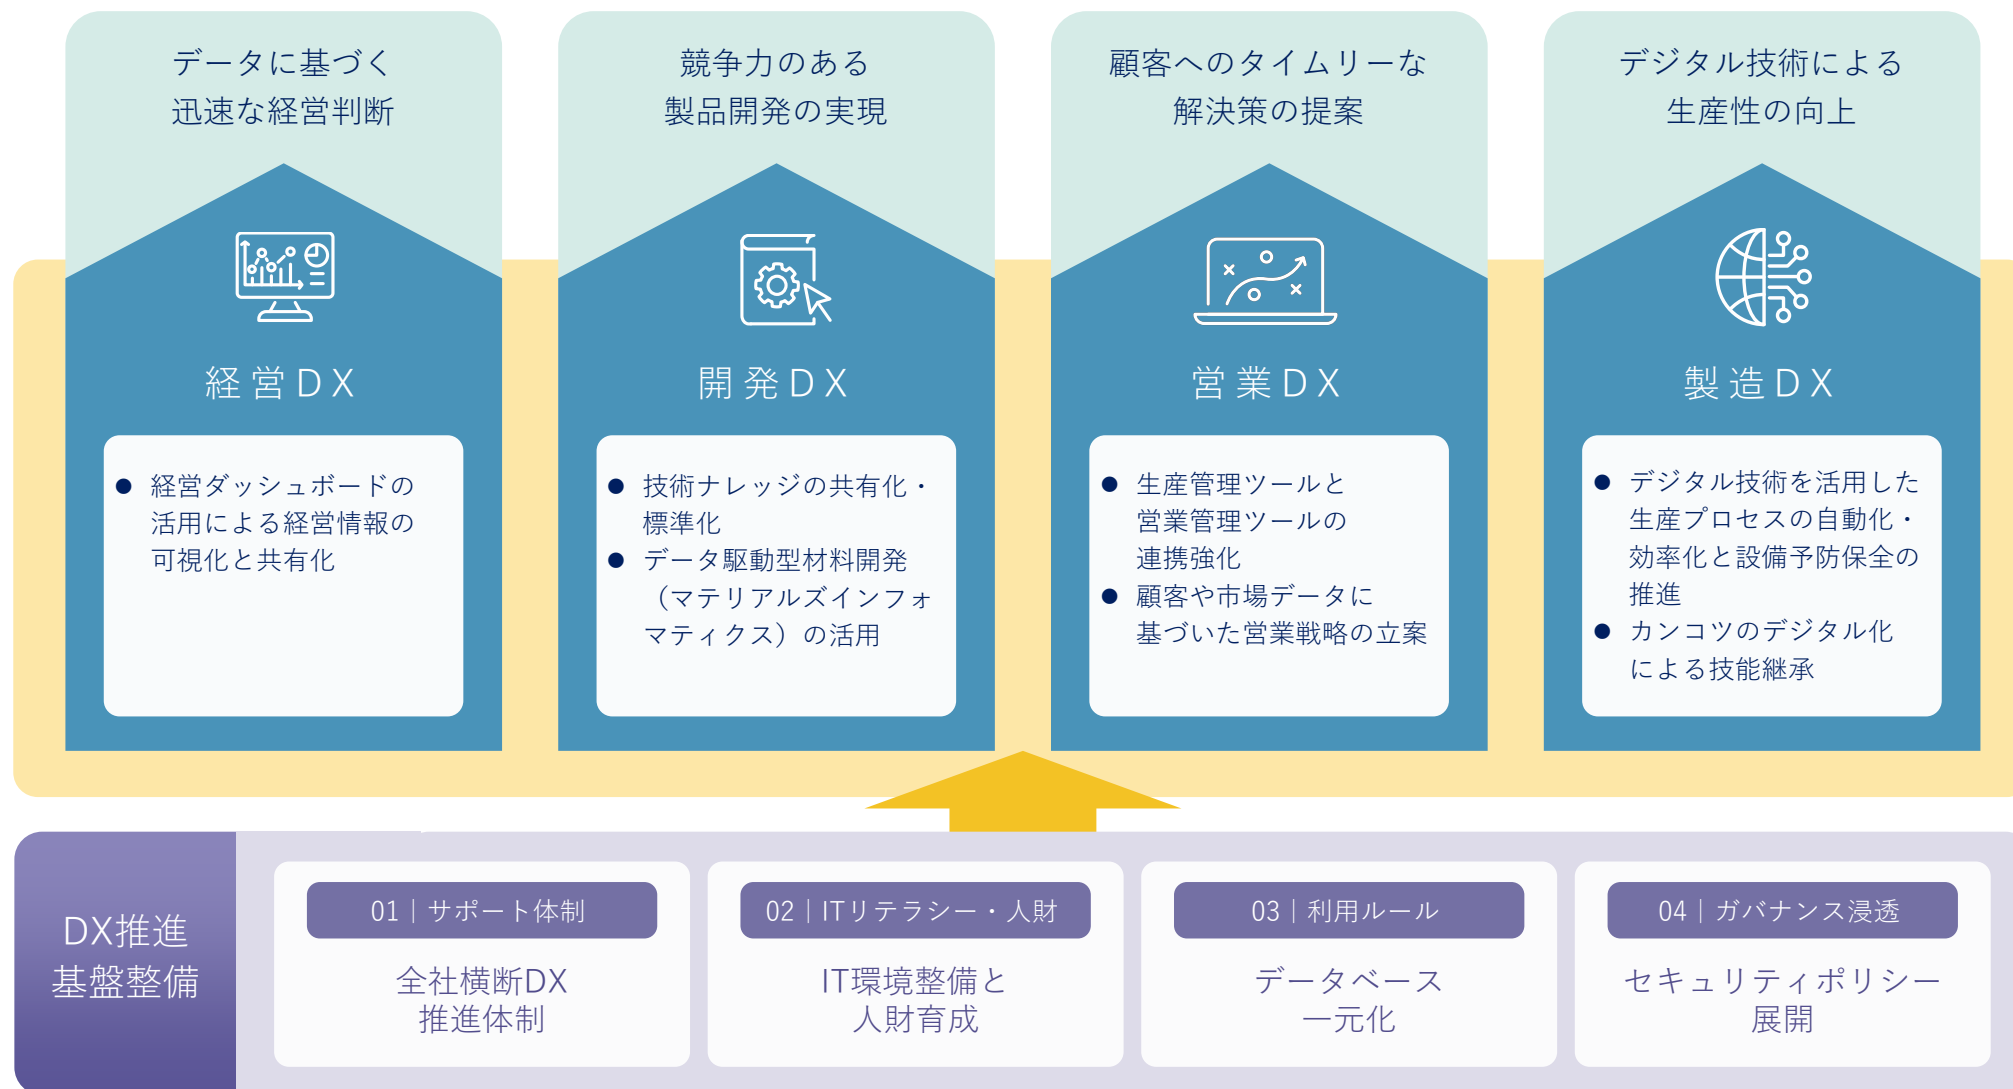 データに基づく
迅速な経営判断
競争力のある
製品開発の実現
顧客へのタイムリーな
解決策の提案
デジタル技術による
生産性の向上
経営DX
● 経営ダッシュボードの
活用による経営情報の
可視化と共有化
開発DX
● 技術ナレッジの共有化・
標準化
● データ駆動型材料開発
（マテリアルズインフォ
マティクス）の活用
営業DX
● 生産管理ツールと
営業管理ツールの
連携強化
● 顧客や市場データに
基づいた営業戦略の立案
製造DX
● デジタル技術を活用した
生産プロセスの自動化・
効率化と設備予防保全の
推進
● カンコツのデジタル化
による技能継承
DX推進
基盤整備
01｜サポート体制
全社横断DX
推進体制
02｜ITリテラシー・人財
IT環境整備と
人財育成
03｜利用ルール
データベース
一元化
04｜ガバナンス浸透
セキュリティポリシー
展開